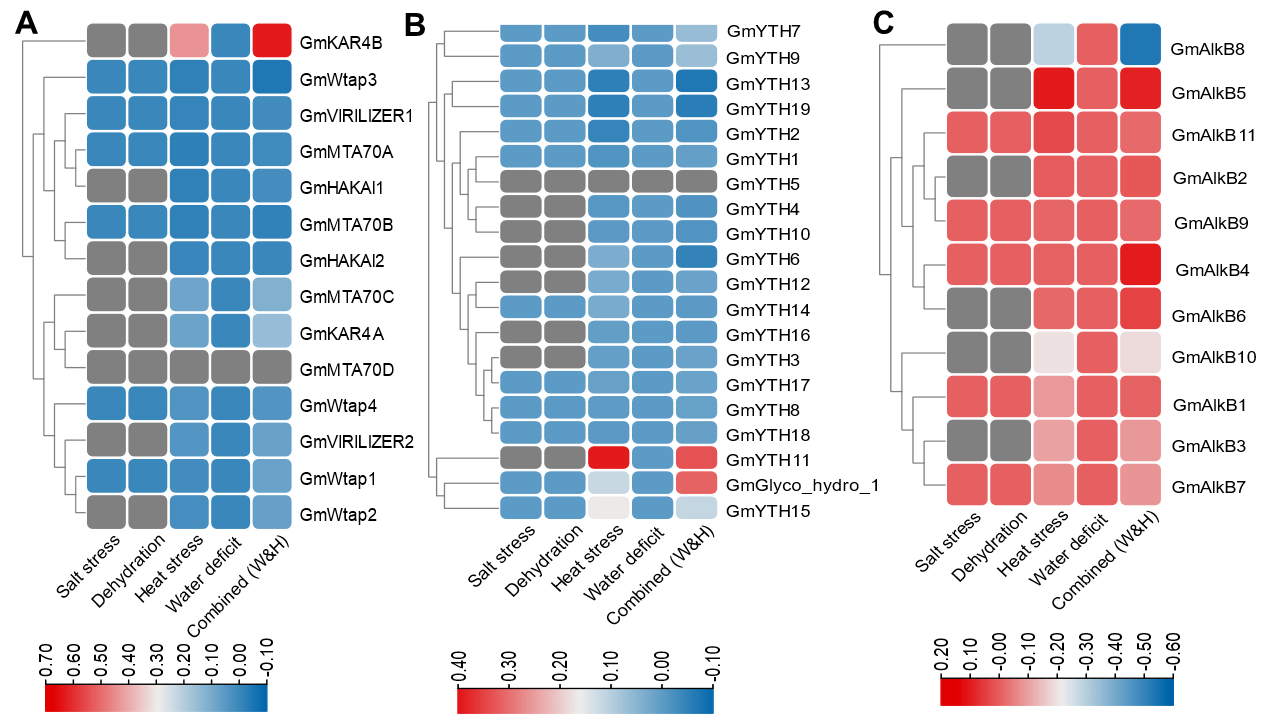 A
GmKAR4B
GmWtap3
GmVIRILIZER1
GmMTA70A
GmHAKAI1
GmMTA70B
GmHAKAI2
GmMTA70C
GmKAR4A
GmMTA70D
GmWtap4
GmVIRILIZER2
GmWtap1
GmWtap2
Salt stress
Dehydration
Heat stress
Water deficit
Combined (W&H)
0.70
0.60
0.50
0.40
0.30
0.20
0.10
0.00
-0.10
B
GmYTH7
GmYTH9
GmYTH13
GmYTH19
GmYTH2
GmYTH1
GmYTH5
GmYTH4
GmYTH10
GmYTH6
GmYTH12
GmYTH14
GmYTH16
GmYTH3
GmYTH17
GmYTH8
GmYTH18
GmYTH11
GmGlyco_hydro_1
GmYTH15
Salt stress
Dehydration
Heat stress
Water deficit
Combined (W&H)
0.40
0.30
0.20
0.10
0.00
-0.10
C
GmAlkB8
GmAlkB5
GmAlkB11
GmAlkB2
GmAlkB9
GmAlkB4
GmAlkB6
GmAlkB10
GmAlkB1
GmAlkB3
GmAlkB7
Salt stress
Dehydration
Heat stress
Water deficit
Combined (W&H)
0.20
0.10
-0.00
-0.10
-0.20
-0.30
-0.40
-0.50
-0.60